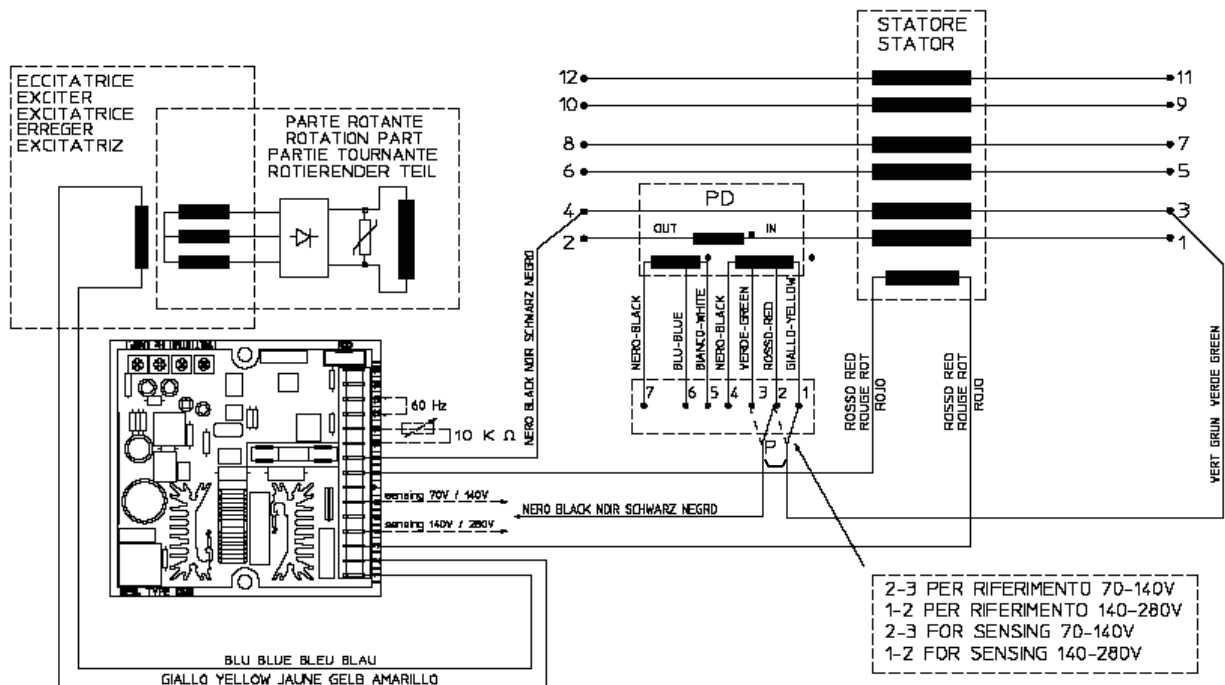 ECCITATRICE
EXCITER
EXCITATRICE
ERREGER
EXCITATRIZ
PARTE ROTANTE
ROTATION PART
PARTIE TOURNANTE
ROTIERENDER TEIL
STATORE
STATOR
12
11
10
9
8
7
6
5
4
3
2
1
PD
OUT
IN
NERO-BLACK
BLU-BLUE
BIANCO-WHITE
NERO-BLACK
VERDE-GREEN
ROSSO-RED
GIALLO-YELLOW
7
6
5
4
3
2
1
P
NERO BLACK NOIR SCHWARZ NEGRO
ROSSO RED
ROUGE ROT
ROJO
ROSSO RED
ROUGE ROT
ROJO
VERT GRUN VERDE GREEN
60 Hz
10 K Ω
sensing 70V / 140V
NERO BLACK NOIR SCHWARZ NEGRO
sensing 140V / 280V
2-3 PER RIFERIMENTO 70-140V
1-2 PER RIFERIMENTO 140-280V
2-3 FOR SENSING 70-140V
1-2 FOR SENSING 140-280V
BLU BLUE BLEU BLAU
GIALLO YELLOW JAUNE GELB AMARILLO